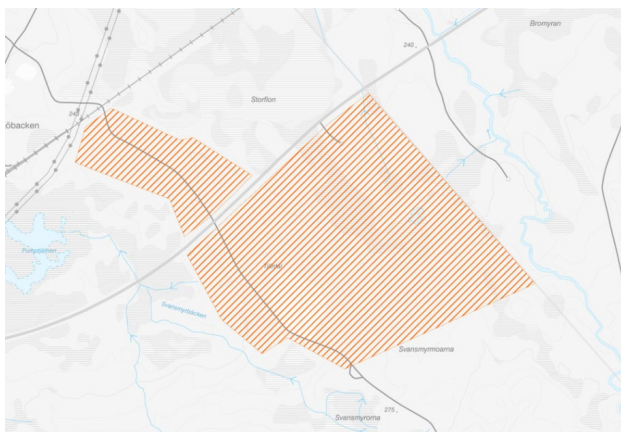 Bromyran
240
Storflon
240
öbacken
Svansmyrbäcken
Svansmyrmoarna
275
Svansmyrorna